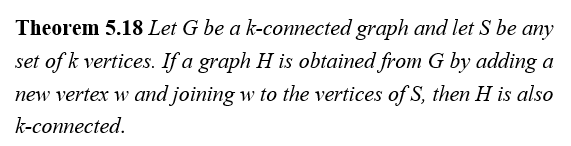 Theorem 5.18 Let G be a k-connected graph and let S be any
set of k vertices. If a graph H is obtained from G by adding a
new vertex w and joining w to the vertices of S, then H is also
k-connected.